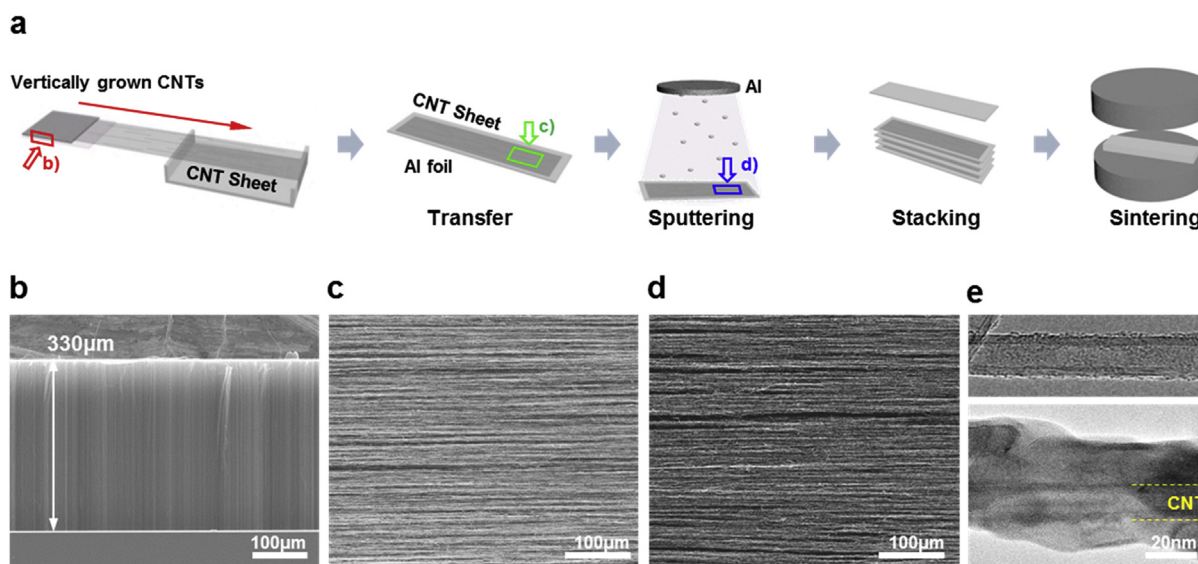 a
Vertically grown CNTs
b)
CNT Sheet
CNT Sheet
c)
Al foil
Transfer
Al
d)
Sputtering
Stacking
Sintering
b
330μm
100μm
c
100μm
d
100μm
e
CNT
20nm